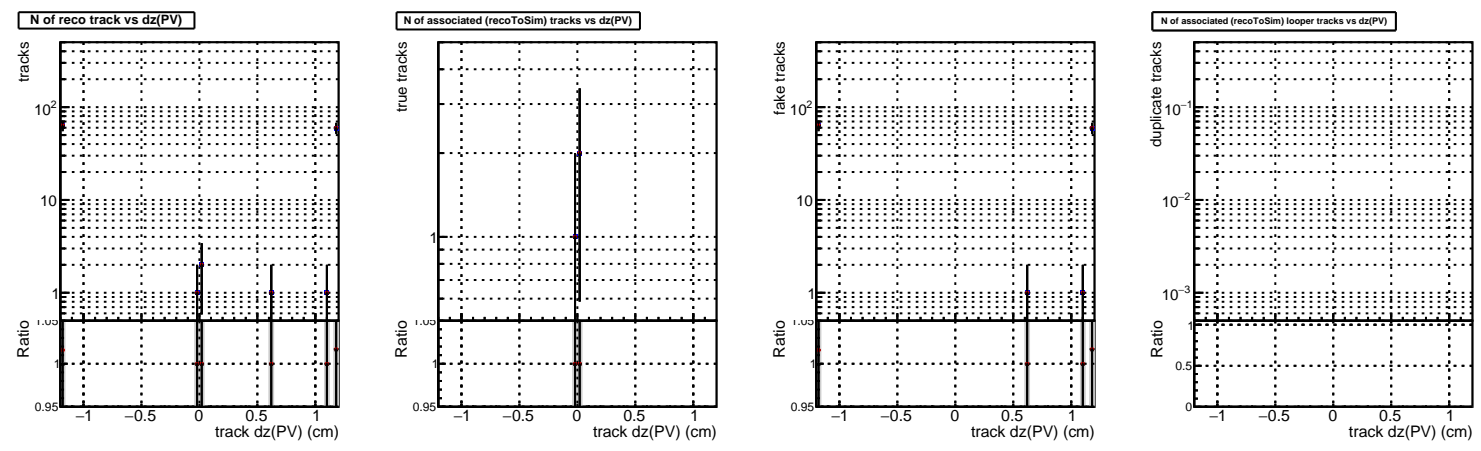 N of reco track vs dz(PV)
tracks
10²
10
1
1.05
Ratio
1
0.95
−1 −0.5 0 0.5 1
track dz(PV) (cm)
N of associated (recoToSim) tracks vs dz(PV)
true tracks
1
1.05
Ratio
1
0.95
−1 −0.5 0 0.5 1
track dz(PV) (cm)
fake tracks
10²
10
1
1.05
Ratio
1
0.95
−1 −0.5 0 0.5 1
track dz(PV) (cm)
N of associated (recoToSim) looper tracks vs dz(PV)
duplicate tracks
10⁻¹
10⁻²
10⁻³
Ratio
1
0.5
0
−1 −0.5 0 0.5 1
track dz(PV) (cm)